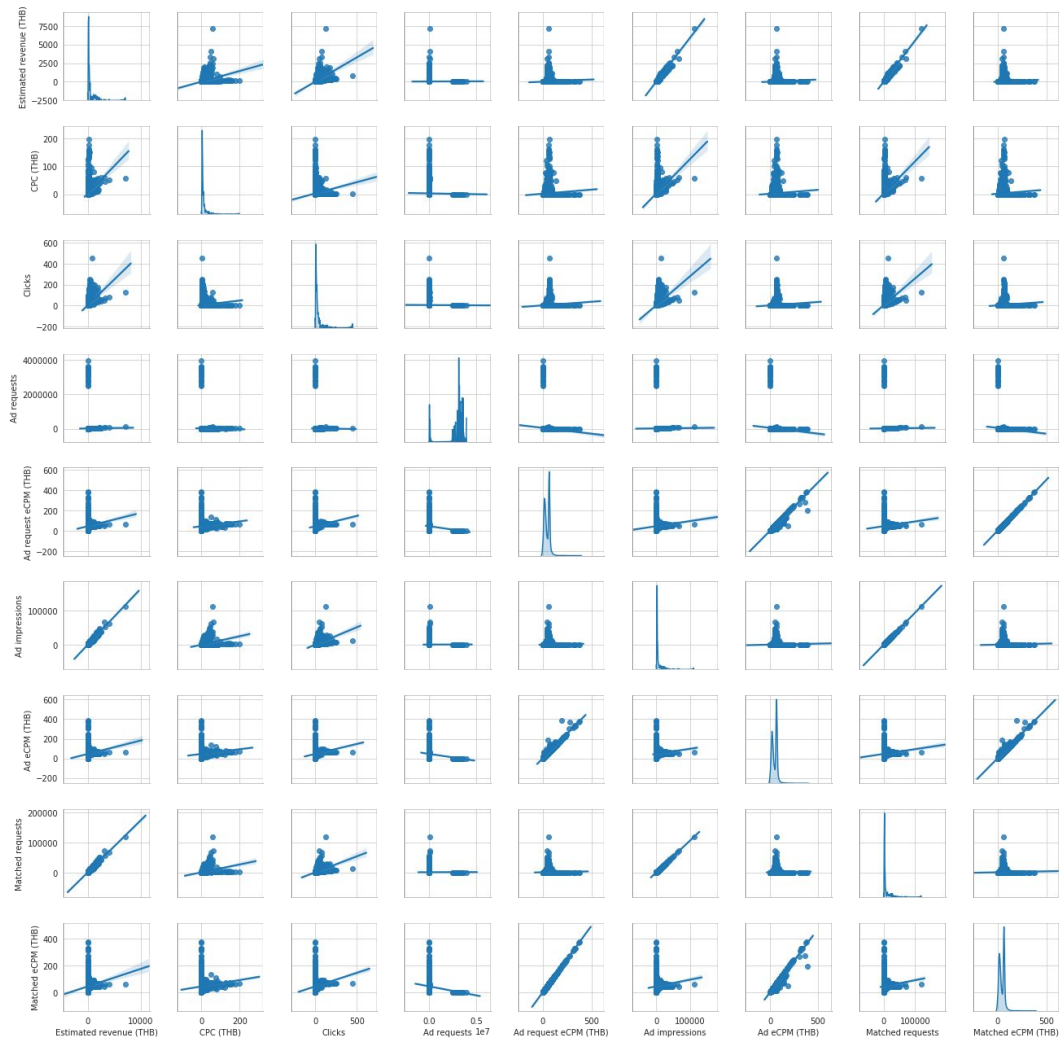 7500
5000
2500
0
−2500
Estimated revenue (THB)
200
100
0
CPC (THB)
600
400
200
0
−200
Clicks
4000000
2000000
0
Ad requests
600
400
200
0
−200
Ad request eCPM (THB)
100000
0
Ad impressions
600
400
200
0
−200
Ad eCPM (THB)
200000
100000
0
Matched requests
400
200
0
Matched eCPM (THB)
0 10000
Estimated revenue (THB)
0 200
CPC (THB)
0 500
Clicks
0.0 0.5
Ad requests 1e7
0 500
Ad request eCPM (THB)
0 100000
Ad impressions
0 500
Ad eCPM (THB)
0 100000
Matched requests
0 500
Matched eCPM (THB)